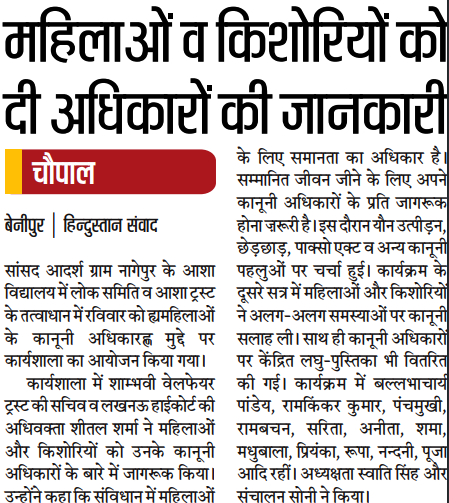 महिलाओं व किशोरियों को
दी अधिकारों की जानकारी
चौपाल
बेनीपुर | हिन्दुस्तान संवाद
सांसद आदर्श ग्राम नागेपुर के आशा
विद्यालय में लोक समिति व आशा ट्रस्ट
के तत्वाधान में रविवार को ह्यमहिलाओं
के कानूनी अधिकारह्ण मुद्दे पर
कार्यशाला का आयोजन किया गया।
कार्यशाला में शाम्भवी वेलफेयर
ट्रस्ट की सचिव व लखनऊ हाईकोर्ट की
अधिवक्ता शीतल शर्मा ने महिलाओं
और किशोरियों को उनके कानूनी
अधिकारों के बारे में जागरूक किया।
उन्होंने कहा कि संविधान में महिलाओं
के लिए समानता का अधिकार है।
सम्मानित जीवन जीने के लिए अपने
कानूनी अधिकारों के प्रति जागरूक
होना जरूरी है। इस दौरान यौन उत्पीड़न,
छेड़छाड़, पाक्सो एक्ट व अन्य कानूनी
पहलुओं पर चर्चा हुई। कार्यक्रम के
दूसरे सत्र में महिलाओं और किशोरियों
ने अलग-अलग समस्याओं पर कानूनी
सलाह ली। साथ ही कानूनी अधिकारों
पर केंद्रित लघु-पुस्तिका भी वितरित
की गई। कार्यक्रम में बल्लभाचार्य
पांडेय, रामकिंकर कुमार, पंचमुखी,
रामबचन, सरिता, अनीता, शमा,
मधुबाला, प्रियंका, रूपा, नन्दनी, पूजा
आदि रहीं। अध्यक्षता स्वाति सिंह और
संचालन सोनी ने किया।